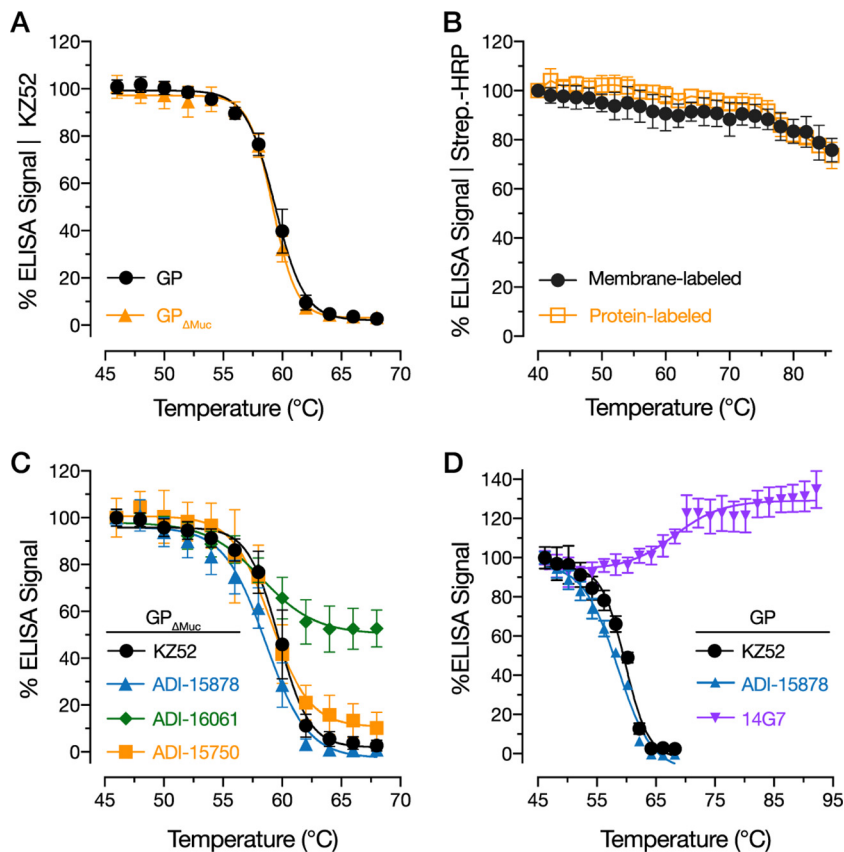 A
120
100
80
60
40
20
0
% ELISA Signal | KZ52
GP
GP ΔMuc
45 50 55 60 65 70
Temperature (°C)
B
120
100
80
60
40
20
0
% ELISA Signal | Strep.-HRP
Membrane-labeled
Protein-labeled
40 50 60 70 80
Temperature (°C)
C
120
100
80
60
40
20
0
% ELISA Signal
GP ΔMuc
KZ52
ADI-15878
ADI-16061
ADI-15750
45 50 55 60 65 70
Temperature (°C)
D
140
120
100
80
60
40
20
0
%ELISA Signal
GP
KZ52
ADI-15878
14G7
45 55 65 75 85 95
Temperature (°C)